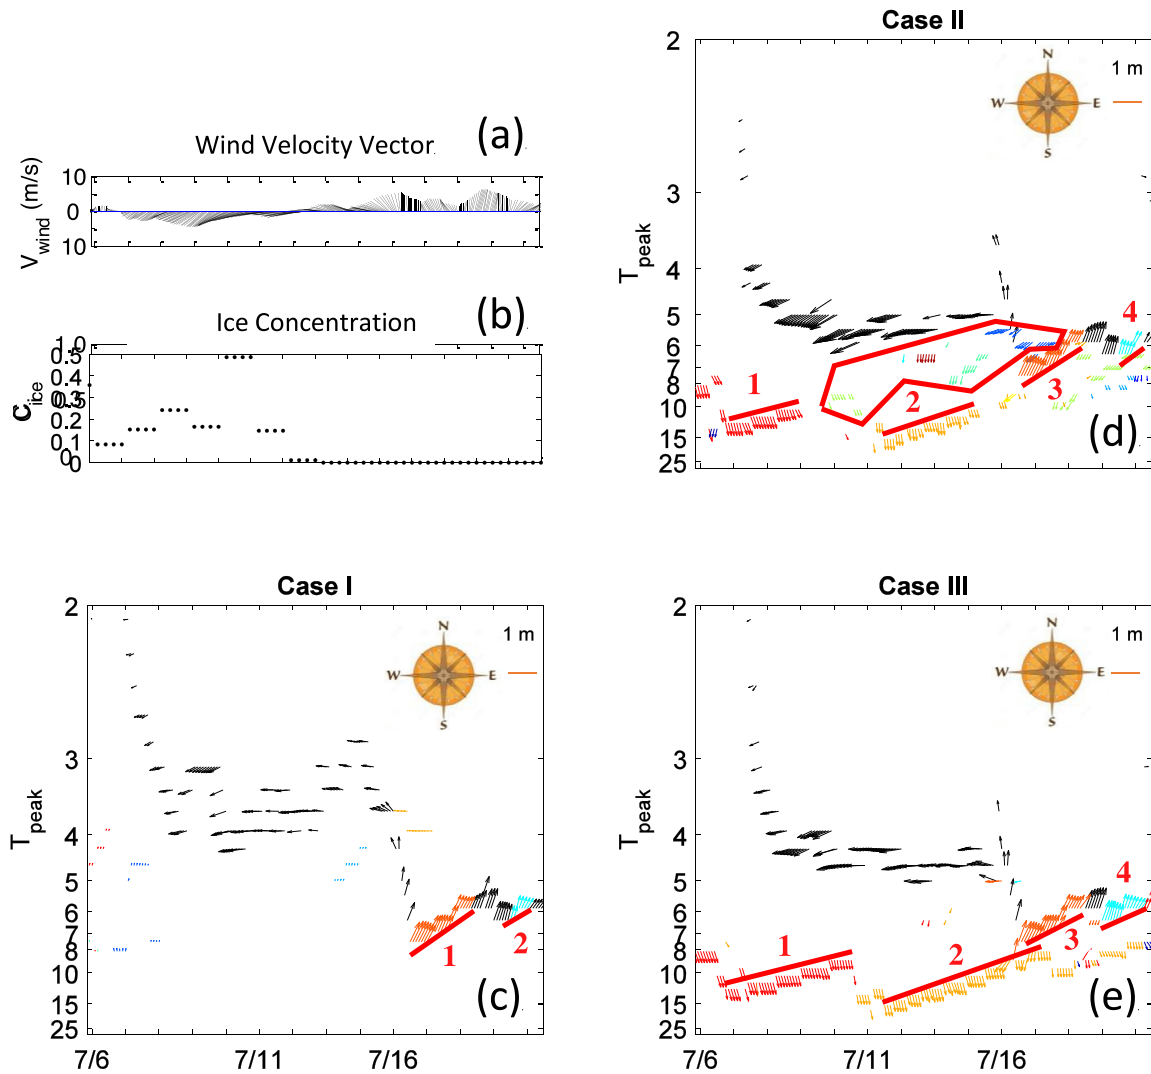 Case II
2
N
W E
S
1 m
3
4
5
6
7
8
10
15
25
T_peak
1
2
3
4
(d)
Wind Velocity Vector
(a)
10
0
10
V_wind (m/s)
Ice Concentration
(b)
1.0
0.5
0.4
0.3
0.2
0.1
0
C_ice
Case I
2
N
W E
S
1 m
3
4
5
6
7
8
10
15
25
T_peak
1
2
(c)
7/6 7/11 7/16
Case III
2
N
W E
S
1 m
3
4
5
6
7
8
10
15
25
T_peak
1
2
3
4
(e)
7/6 7/11 7/16